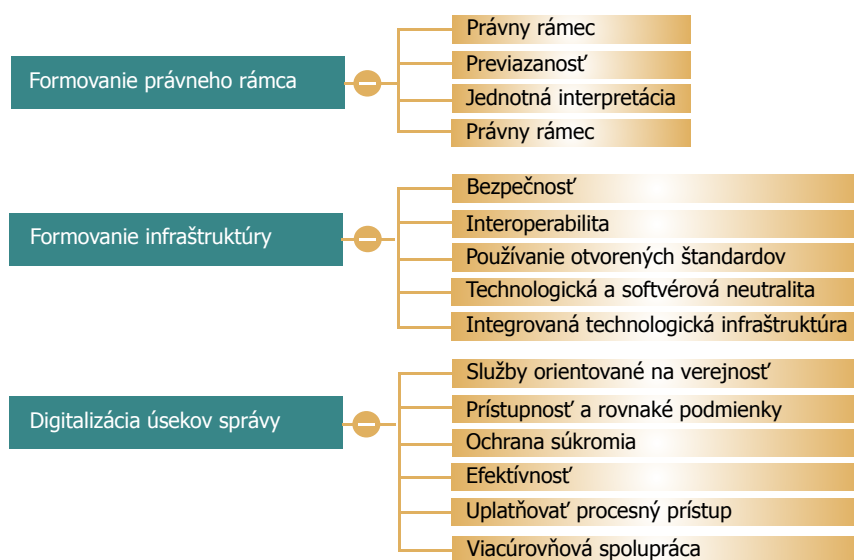 Formovanie právneho rámca
Právny rámec
Previazanosť
Jednotná interpretácia
Právny rámec
Formovanie infraštruktúry
Bezpečnosť
Interoperabilita
Používanie otvorených štandardov
Technologická a softvérová neutralita
Integrovaná technologická infraštruktúra
Digitalizácia úsekov správy
Služby orientované na verejnosť
Prístupnosť a rovnaké podmienky
Ochrana súkromia
Efektívnosť
Uplatňovať procesný prístup
Viacúrovňová spolupráca